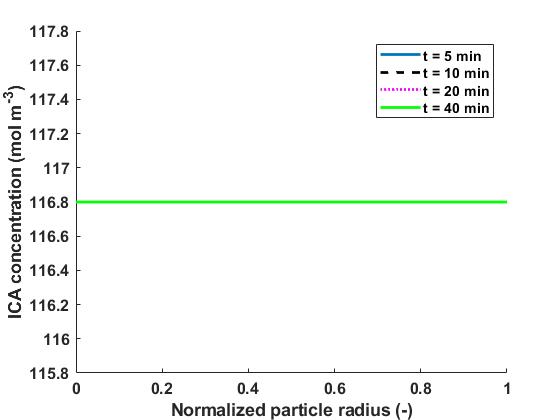 117.8
117.6
117.4
117.2
117
116.8
116.6
116.4
116.2
116
115.8
ICA concentration (mol m⁻³)
t = 5 min
t = 10 min
t = 20 min
t = 40 min
0 0.2 0.4 0.6 0.8 1
Normalized particle radius (-)